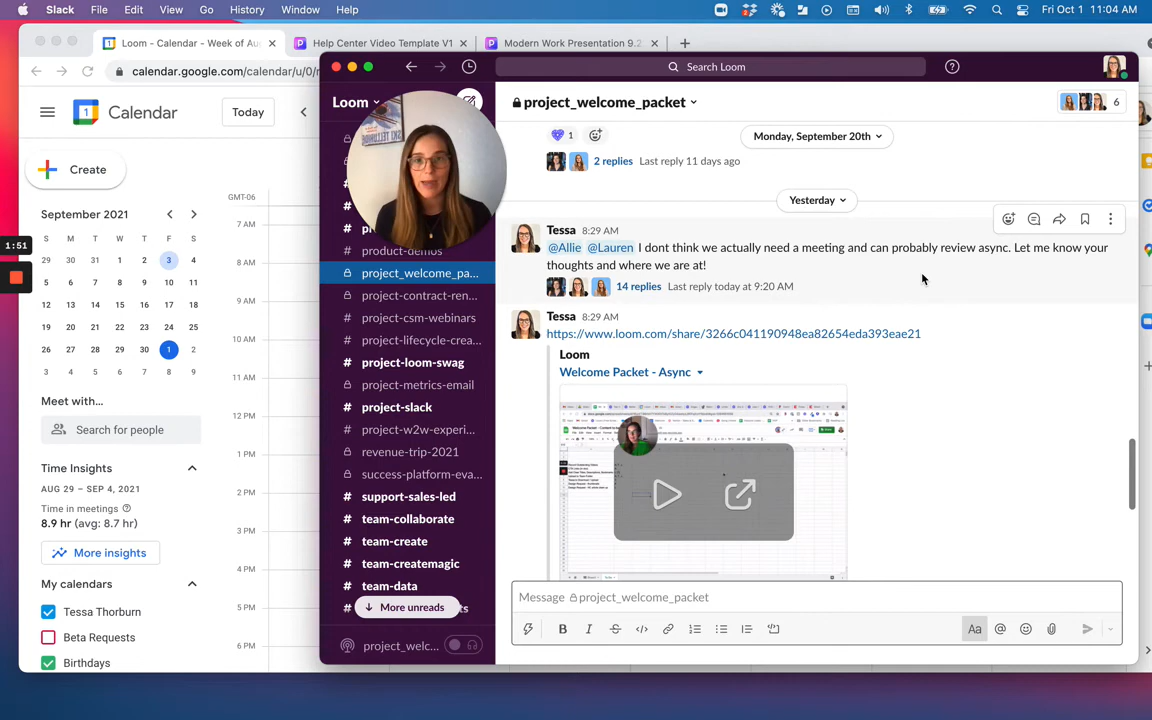 Slack File Edit View Go History Window Help
Fri Oct 1 11:04 AM
Loom - Calendar - Week of Au
Help Center Video Template V1
Modern Work Presentation 9.2
calendar.google.com/calendar/u/0/r
Calendar
Today
Create
GMT-06
September 2021
S M T W T F S
29 30 31 1 2 3 4
5 6 7 8 9 10 11
12 13 14 15 16 17 18
19 20 21 22 23 24 25
26 27 28 29 30 1 2
3 4 5 6 7 8 9
1:51
Meet with...
Search for people
Time Insights
AUG 29 – SEP 4, 2021
Time in meetings
8.9 hr (avg: 8.7 hr)
More insights
My calendars
Tessa Thorburn
Beta Requests
Birthdays
7 AM
8 AM
9 AM
10 AM
11 AM
12 PM
1 PM
2 PM
3 PM
4 PM
5 PM
6 PM
Search Loom
Loom
product-demos
project_welcome_pa...
project-contract-ren...
project-csm-webinars
project-lifecycle-crea...
project-loom-swag
project-metrics-email
project-slack
project-w2w-experi...
revenue-trip-2021
success-platform-eva...
support-sales-led
team-collaborate
team-create
team-createmagic
team-data
More unreads
project_welc...
project_welcome_packet
6
1
Monday, September 20th
2 replies Last reply 11 days ago
Yesterday
Tessa 8:29 AM
@Allie @Lauren I dont think we actually need a meeting and can probably review async. Let me know your
thoughts and where we are at!
14 replies Last reply today at 9:20 AM
Tessa 8:29 AM
https://www.loom.com/share/3266c041190948ea82654eda393eae21
Loom
Welcome Packet - Async
Message project_welcome_packet
Aa